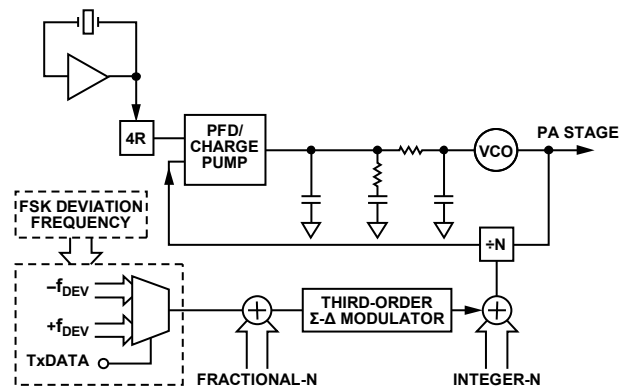 4R
PFD/
CHARGE
PUMP
VCO
PA STAGE
FSK DEVIATION
FREQUENCY
÷N
–fDEV
+fDEV
TxDATA
THIRD-ORDER
Σ-Δ MODULATOR
FRACTIONAL-N
INTEGER-N